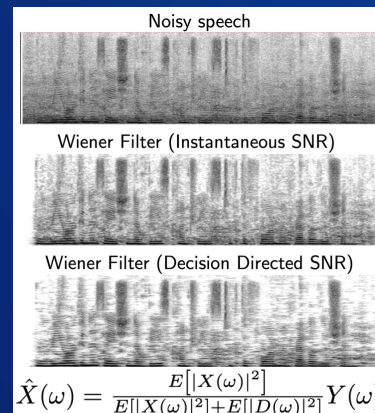 Noisy speech
Wiener Filter (Instantaneous SNR)
Wiener Filter (Decision Directed SNR)
X̂(ω) = E[|X(ω)|²] / E[|X(ω)|²]+E[|D(ω)|²] Y(ω)